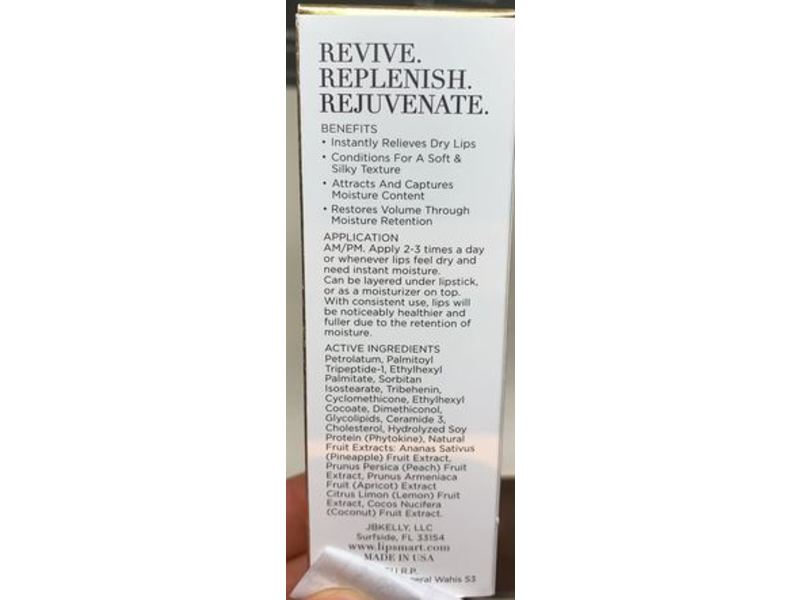 REVIVE.
REPLENISH.
REJUVENATE.
BENEFITS
• Instantly Relieves Dry Lips
• Conditions For A Soft &
Silky Texture
• Attracts And Captures
Moisture Content
• Restores Volume Through
Moisture Retention
APPLICATION
AM/PM. Apply 2-3 times a day
or whenever lips feel dry and
need instant moisture.
Can be layered under lipstick,
or as a moisturizer on top.
With consistent use, lips will
be noticeably healthier and
fuller due to the retention of
moisture.
ACTIVE INGREDIENTS
Petrolatum, Palmitoyl
Tripeptide-1, Ethylhexyl
Palmitate, Sorbitan
Isostearate, Tribehenin,
Cyclomethicone, Ethylhexyl
Cocoate, Dimethiconol,
Glycolipids, Ceramide 3,
Cholesterol, Hydrolyzed Soy
Protein (Phytokine), Natural
Fruit Extracts: Ananas Sativus
(Pineapple) Fruit Extract,
Prunus Persica (Peach) Fruit
Extract, Prunus Armeniaca
Fruit (Apricot) Extract
Citrus Limon (Lemon) Fruit
Extract, Cocos Nucifera
(Coconut) Fruit Extract.
JBKELLY, LLC
Surfside, FL 33154
www.lipsmart.com
MADE IN USA
R.P.
Wahis 53